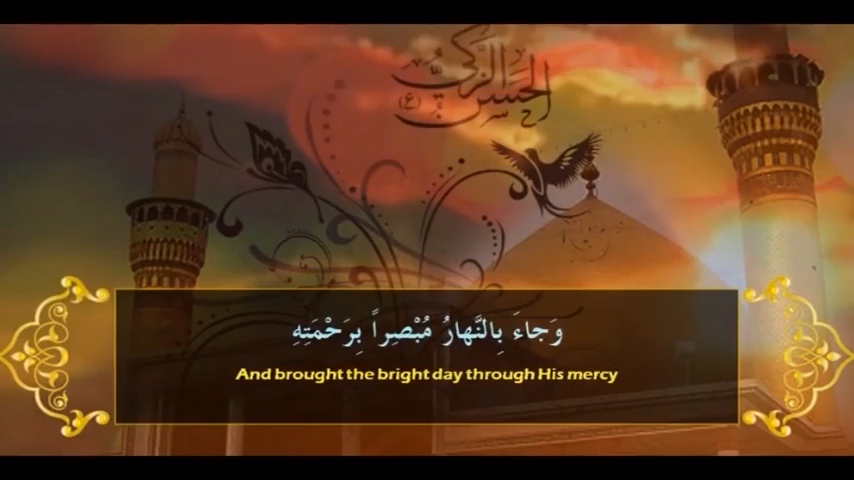 الحسن الزكي
(ع)
وَجاءَ بِالنَّهارُ مُبْصِراً بِرَحْمَتِهِ
And brought the bright day through His mercy